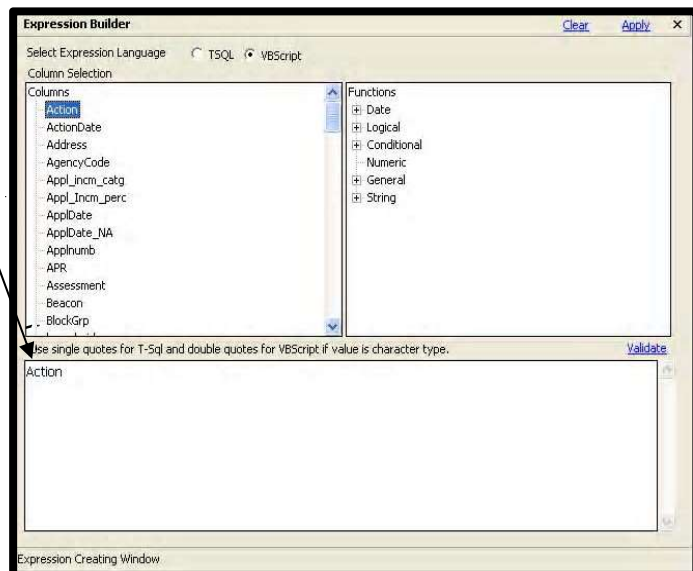 Expression Builder Clear Apply X
Select Expression Language TSQL VBScript
Column Selection
Columns
Action
ActionDate
Address
AgencyCode
Appl_incm_catg
Appl_Incm_perc
ApplDate
ApplDate_NA
Applnumb
APR
Assessment
Beacon
BlockGrp
Functions
Date
Logical
Conditional
Numeric
General
String
Use single quotes for T-Sql and double quotes for VBScript if value is character type. Validate
Action
Expression Creating Window